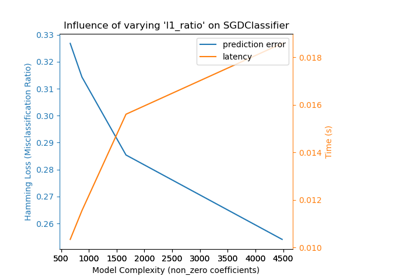 Influence of varying 'l1_ratio' on SGDClassifier
prediction error
latency
0.33
0.32
0.31
0.30
0.29
0.28
0.27
0.26
Hamming Loss (Misclassification Ratio)
0.018
0.016
0.014
0.012
0.010
Time (s)
500 1000 1500 2000 2500 3000 3500 4000 4500
Model Complexity (non_zero coefficients)